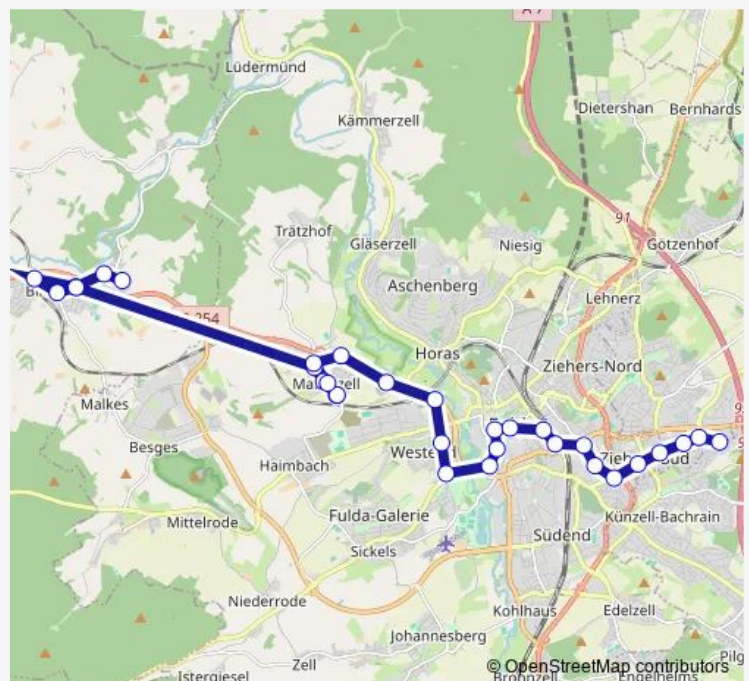 A 7
Lüdermünd
Dietershan
Bernhards
Kämmerzell
91
Trätzhof
Gläserzell
Niesig
Götzenhof
Aschenberg
Lehnerz
254
Horas
Ziehers-Nord
Malkes
Besges
Haimbach
Mittelrode
Fulda-Galerie
Künzell-Bachrain
Sickels
Südend
Niederrode
Kohlhaus
Edelzell
Johannesberg
Zell
Istergiesel
© OpenStreetMap contributors